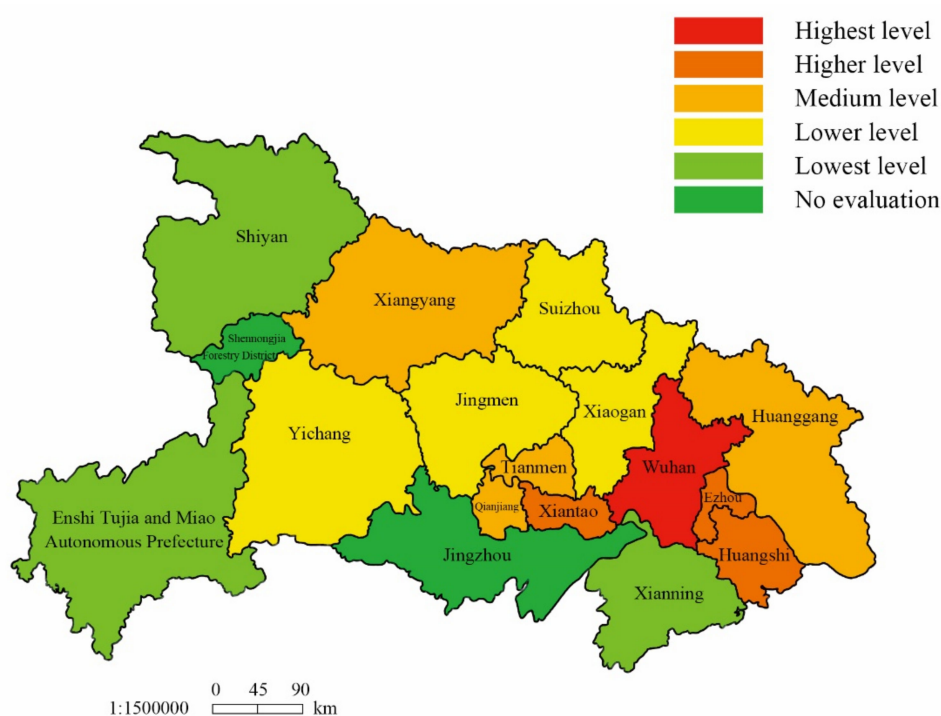 Highest level
Higher level
Medium level
Lower level
Lowest level
No evaluation
Shiyan
Xiangyang
Suizhou
Shennongjia
Forestry District
Jingmen
Xiaogan
Huanggang
Yichang
Tianmen
Wuhan
Ezhou
Qianjiang
Xiantao
Enshi Tujia and Miao
Autonomous Prefecture
Jingzhou
Huangshi
Xianning
0 45 90
1:1500000 km